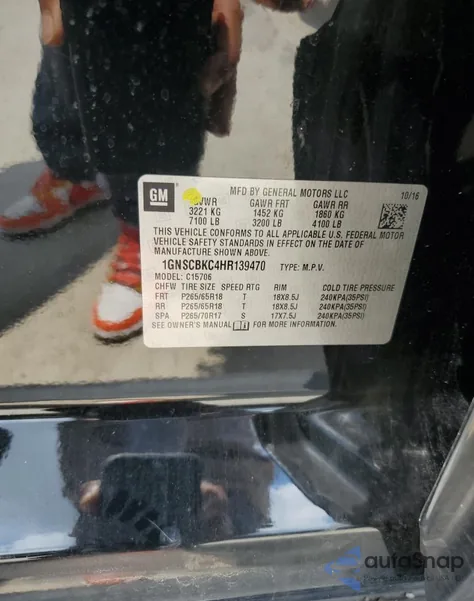 GM
MFD BY GENERAL MOTORS LLC 10/16
GVWR GAWR FRT GAWR RR
3221 KG 1452 KG 1860 KG
7100 LB 3200 LB 4100 LB
THIS VEHICLE CONFORMS TO ALL APPLICABLE U.S. FEDERAL MOTOR
VEHICLE SAFETY STANDARDS IN EFFECT ON THE DATE OF
MANUFACTURE SHOWN ABOVE.
1GNSCBKC4HR139470 TYPE: M.P.V.
MODEL: C15706
CHFW TIRE SIZE SPEED RTG RIM COLD TIRE PRESSURE
FRT P265/65R18 T 18X8.5J 240KPA(35PSI)
RR P265/65R18 T 18X8.5J 240KPA(35PSI)
SPA P265/70R17 S 17X7.5J 240KPA(35PSI)
SEE OWNER'S MANUAL FOR MORE INFORMATION.
autoSnap